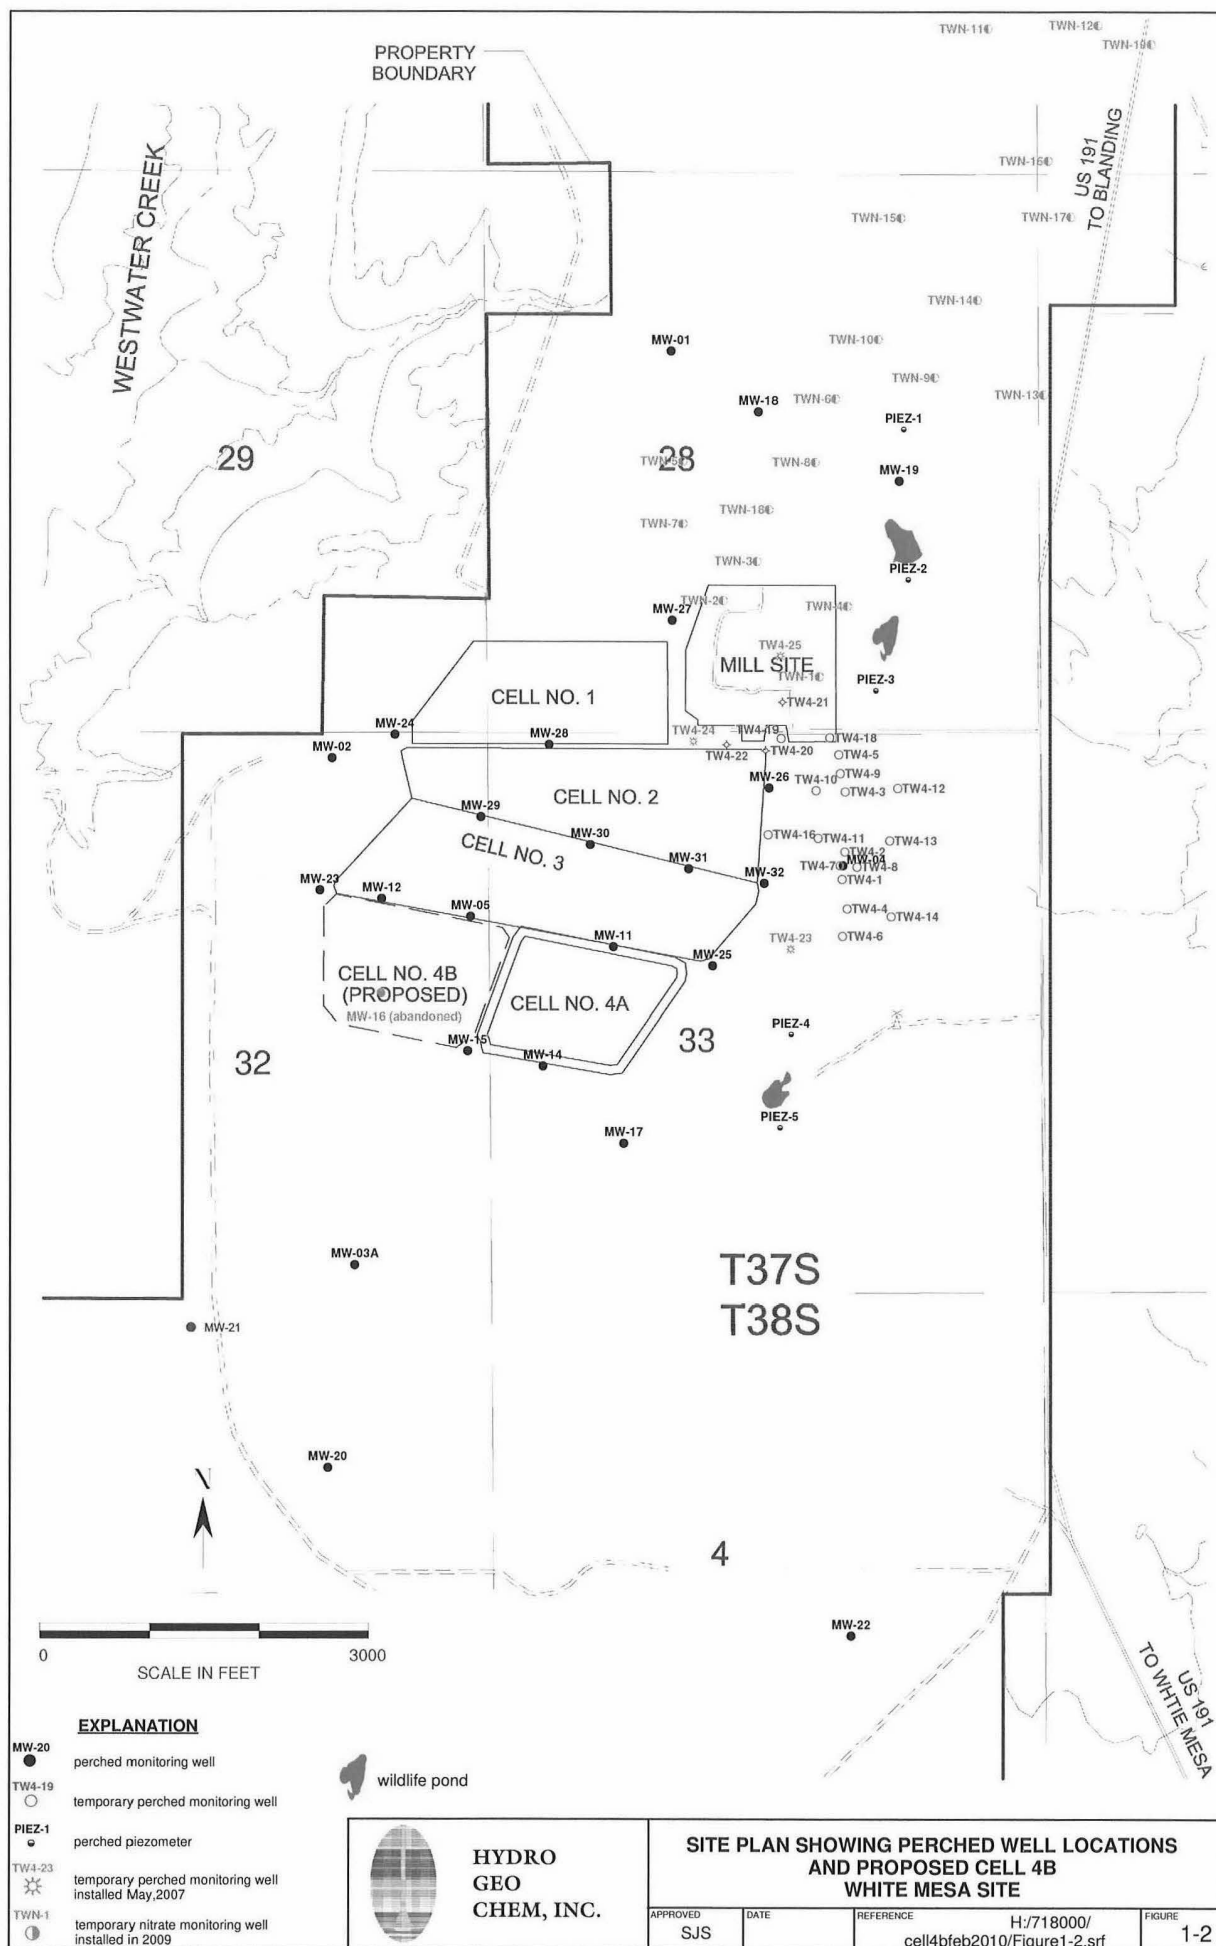 TWN-11
TWN-12
TWN-19
PROPERTY
BOUNDARY
WESTWATER CREEK
US 191
TO BLANDING
TWN-16
TWN-15
TWN-17
TWN-14
MW-01
TWN-10
TWN-9
MW-18
TWN-6
TWN-13
PIEZ-1
29
28
TWN-5
TWN-8
MW-19
TWN-18
TWN-7
TWN-3
PIEZ-2
TWN-2
TWN-4
MW-27
TW4-25
MILL SITE
TWN-1
PIEZ-3
CELL NO. 1
TW4-21
MW-24
MW-28
TW4-24
TW4-19
TW4-18
MW-02
TW4-22
TW4-20
TW4-5
TW4-9
MW-26
TW4-10
TW4-3
TW4-12
CELL NO. 2
MW-29
MW-30
CELL NO. 3
TW4-16
TW4-11
TW4-13
TW4-2
MW-31
TW4-7
MW-04
TW4-8
MW-32
TW4-1
MW-23
MW-12
MW-05
TW4-4
TW4-14
MW-11
TW4-6
TW4-23
MW-25
CELL NO. 4B
(PROPOSED)
MW-16 (abandoned)
CELL NO. 4A
PIEZ-4
33
32
MW-15
MW-14
PIEZ-5
MW-17
MW-03A
T37S
T38S
MW-21
MW-20
N
4
MW-22
0
3000
SCALE IN FEET
US 191
TO WHTIE MESA
EXPLANATION
MW-20
perched monitoring well
wildlife pond
TW4-19
temporary perched monitoring well
PIEZ-1
perched piezometer
TW4-23
temporary perched monitoring well
installed May,2007
TWN-1
temporary nitrate monitoring well
installed in 2009
HYDRO
GEO
CHEM, INC.
SITE PLAN SHOWING PERCHED WELL LOCATIONS
AND PROPOSED CELL 4B
WHITE MESA SITE
APPROVED
SJS
DATE
REFERENCE
H:/718000/
cell4bfeb2010/Figure1-2.srf
FIGURE
1-2